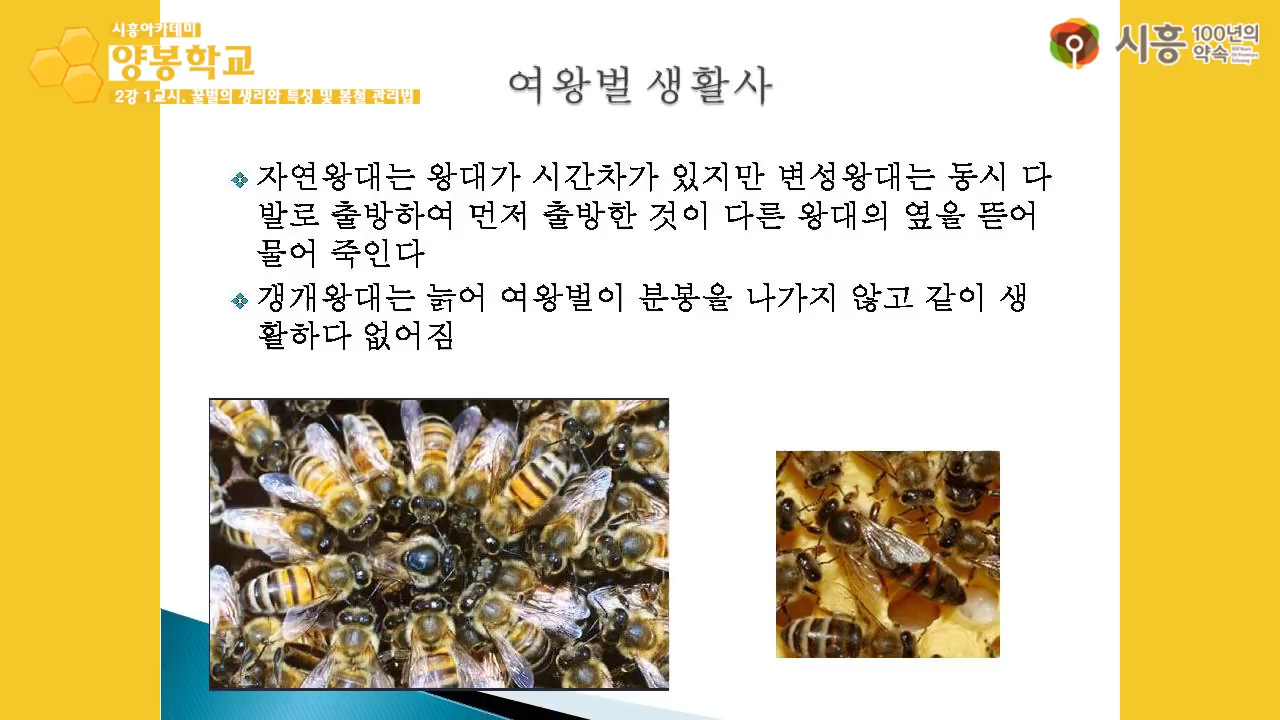 시흥아카데미
양봉학교
2강 1교시. 꿀벌의 생리와 특성 및 봄철 관리법
시흥 100년의
약속
여왕벌 생활사
자연왕대는 왕대가 시간차가 있지만 변성왕대는 동시 다
발로 출방하여 먼저 출방한 것이 다른 왕대의 옆을 뜯어
물어 죽인다
갱개왕대는 늙어 여왕벌이 분봉을 나가지 않고 같이 생
활하다 없어짐